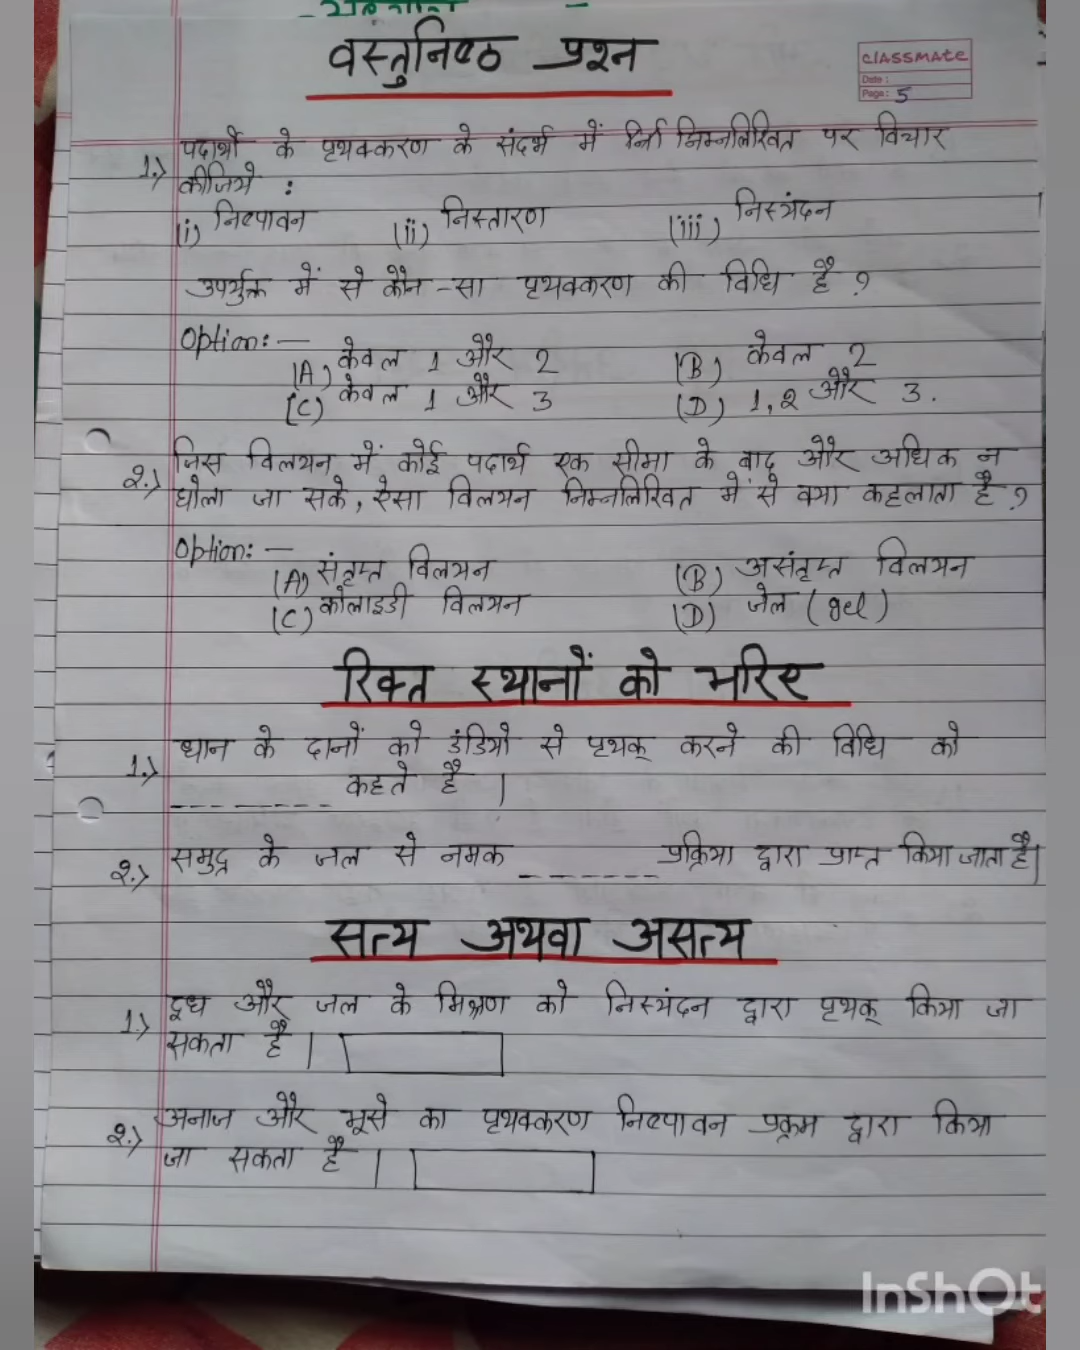 वस्तुनिष्ठ प्रश्न
CLASSMATE
Date :
Page : 5
1.) पदार्थों के पृथक्करण के संदर्भ में निम्नलिखित पर विचार
कीजिये :
(i) निष्पावन (ii) निस्तारण (iii) निस्यंदन
उपर्युक्त में से कौन-सा पृथक्करण की विधि है ?
Option:—
(A) केवल 1 और 2 (B) केवल 2
(C) केवल 1 और 3 (D) 1,2 और 3.
2.) जिस विलयन में कोई पदार्थ एक सीमा के बाद और अधिक न
घोला जा सके, ऐसा विलयन निम्नलिखित में से क्या कहलाता है ?
Option:—
(A) संतृप्त विलयन (B) असंतृप्त विलयन
(C) कोलाइडी विलयन (D) जेल (gel)
रिक्त स्थानों को भरिए
1.) धान के दानों को डंडियो से पृथक् करने की विधि को
_ _ _ _ _ _ _ कहते है |
2.) समुद्र के जल से नमक _ _ _ _ _ _ प्रक्रिया द्वारा प्राप्त किया जाता है|
सत्य अथवा असत्य
1.) दूध और जल के मिश्रण को निस्यंदन द्वारा पृथक् किया जा
सकता है |
2.) अनाज और भूसे का पृथक्करण निष्पावन प्रक्रम द्वारा किया
जा सकता है |
InShOt